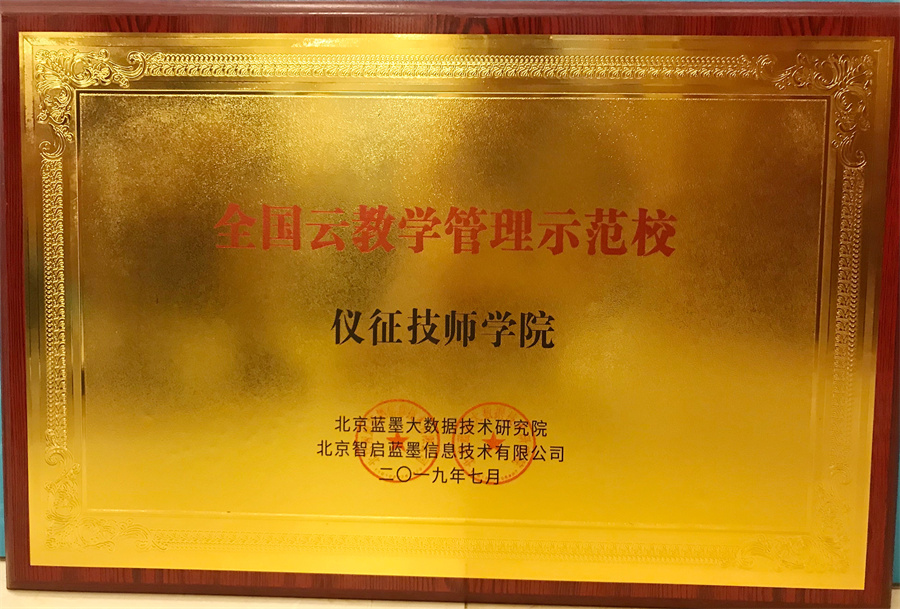 全国云教学管理示范校
仪征技师学院
北京蓝墨大数据技术研究院
北京智启蓝墨信息技术有限公司
二〇一九年七月